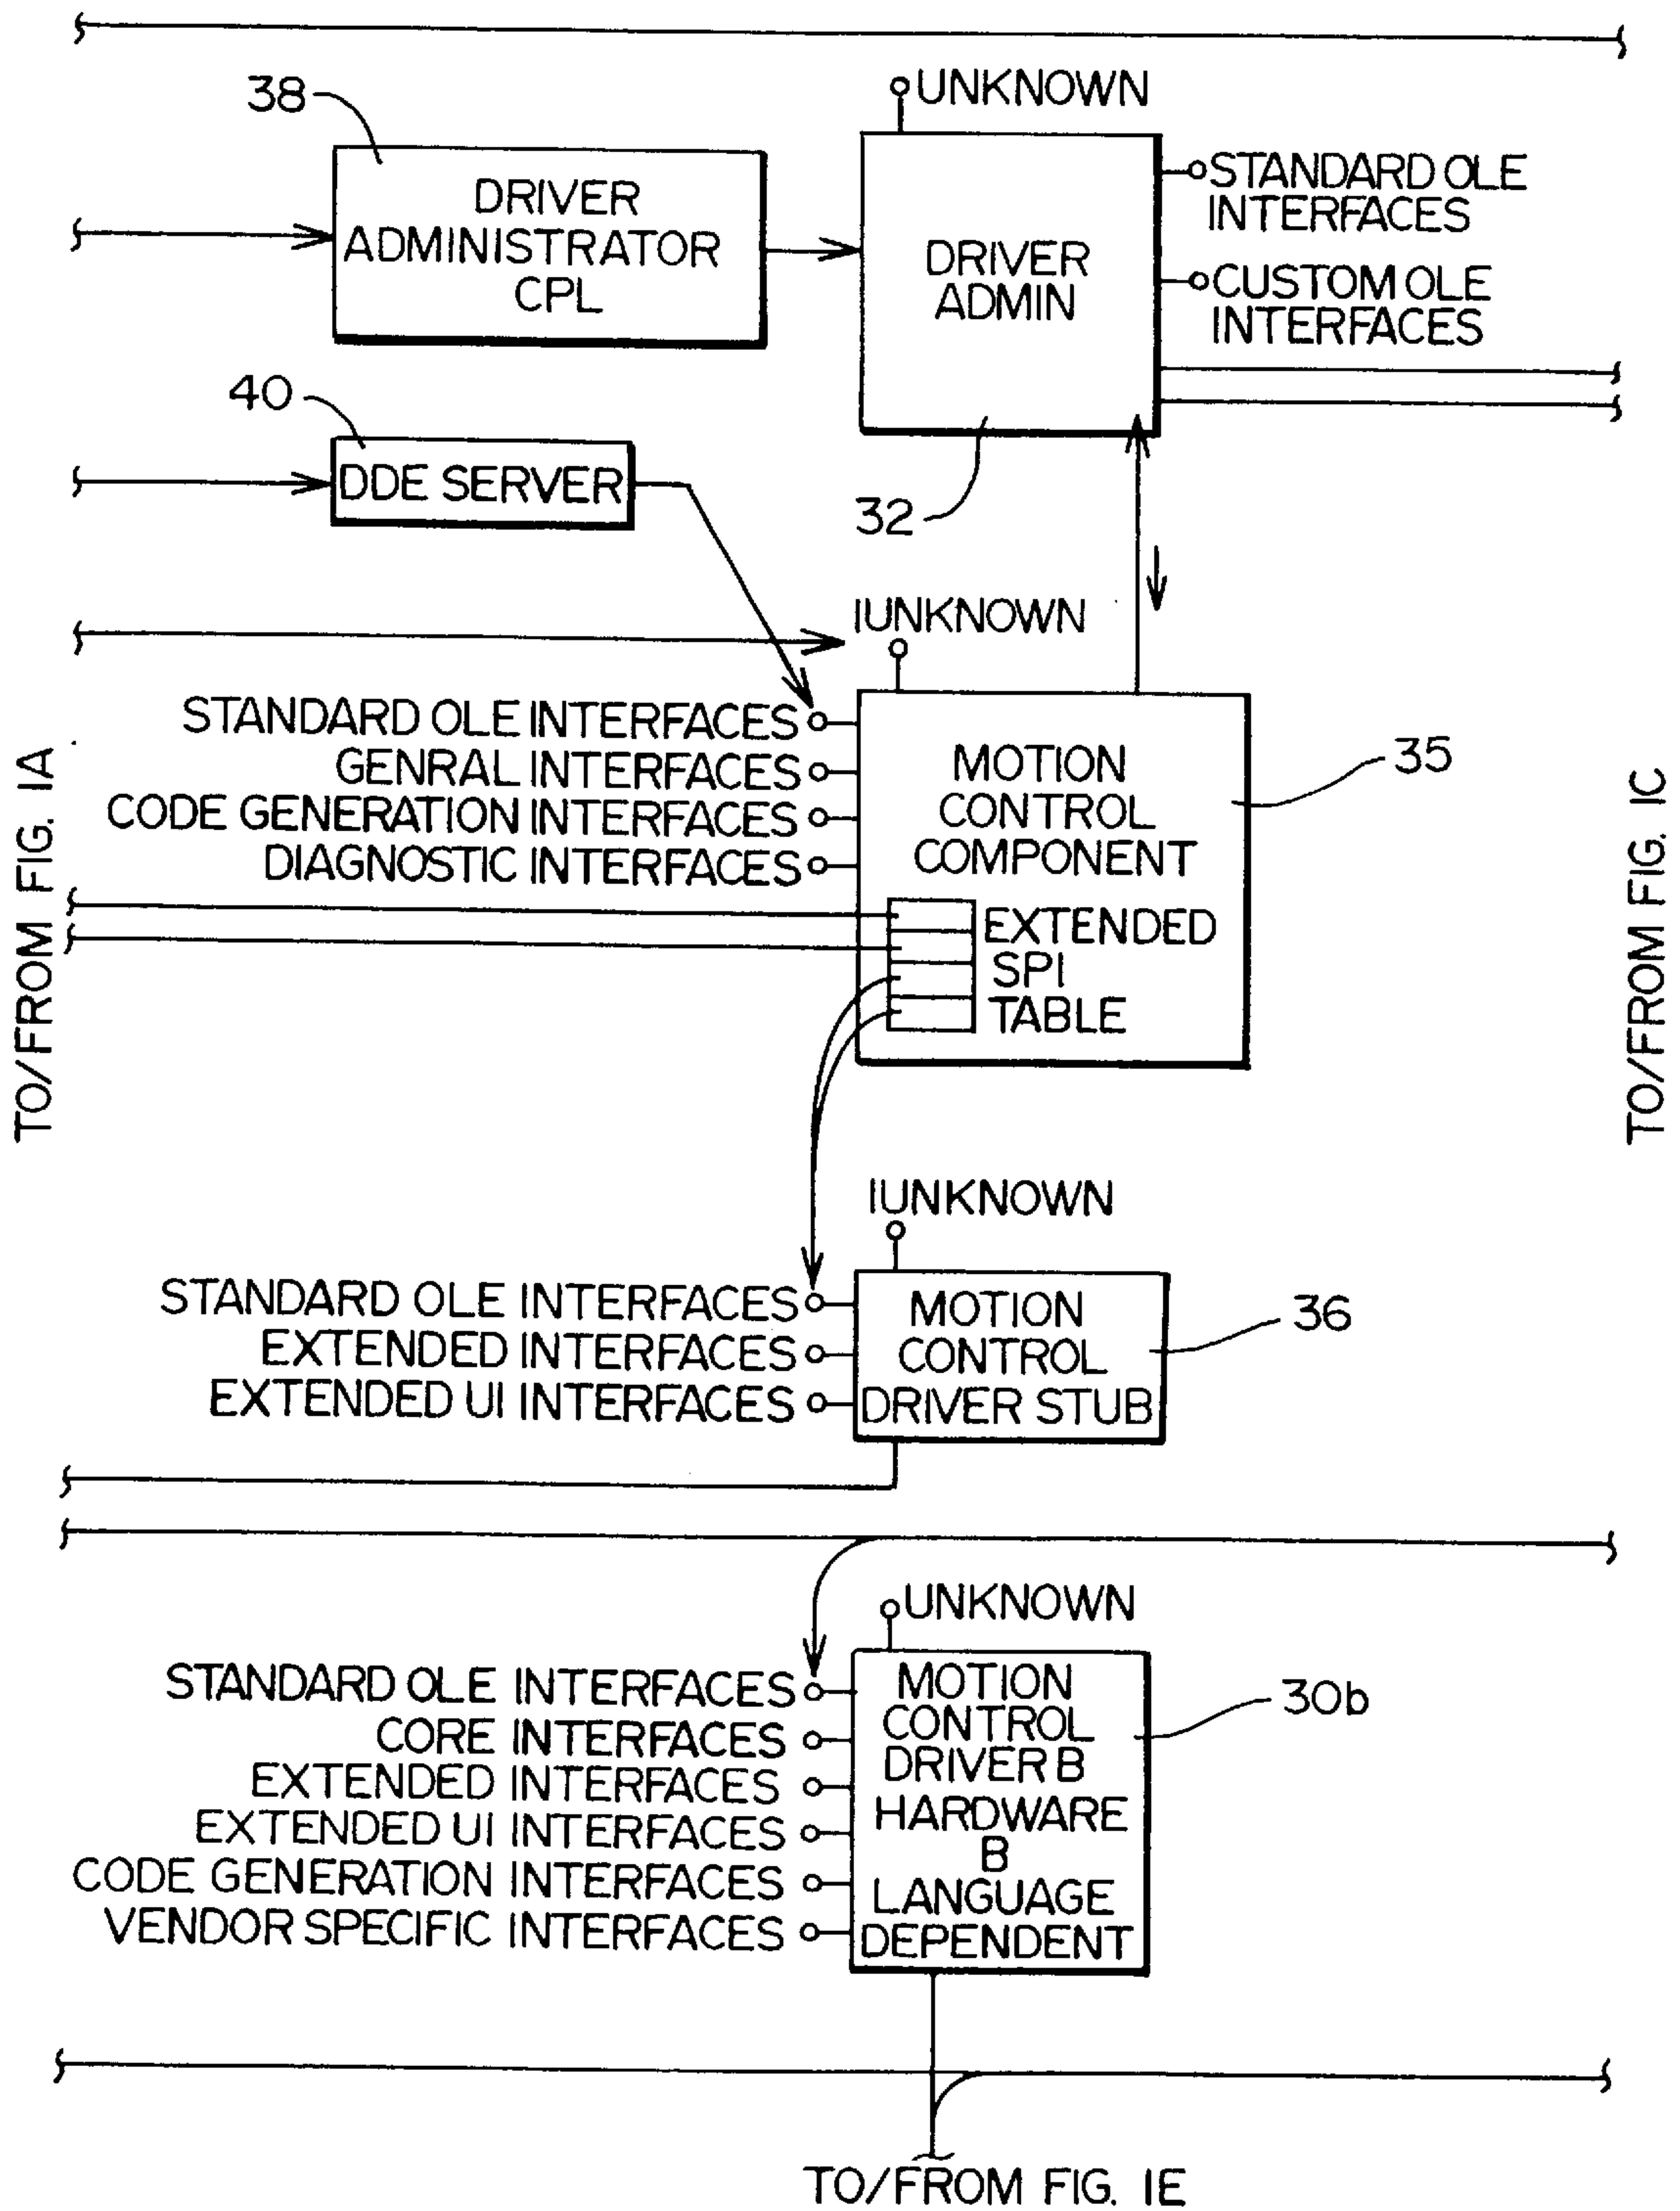 38
UNKNOWN
DRIVER
ADMINISTRATOR
CPL
DRIVER
ADMIN
STANDARD OLE
INTERFACES
CUSTOM OLE
INTERFACES
40
DDE SERVER
32
IUNKNOWN
STANDARD OLE INTERFACES
GENRAL INTERFACES
CODE GENERATION INTERFACES
DIAGNOSTIC INTERFACES
MOTION
CONTROL
COMPONENT
35
EXTENDED
SPI
TABLE
TO/FROM FIG. 1A
TO/FROM FIG. 1C
IUNKNOWN
STANDARD OLE INTERFACES
EXTENDED INTERFACES
EXTENDED UI INTERFACES
MOTION
CONTROL
DRIVER STUB
36
UNKNOWN
STANDARD OLE INTERFACES
CORE INTERFACES
EXTENDED INTERFACES
EXTENDED UI INTERFACES
CODE GENERATION INTERFACES
VENDOR SPECIFIC INTERFACES
MOTION
CONTROL
DRIVER B
HARDWARE
B
LANGUAGE
DEPENDENT
30b
TO/FROM FIG. 1E